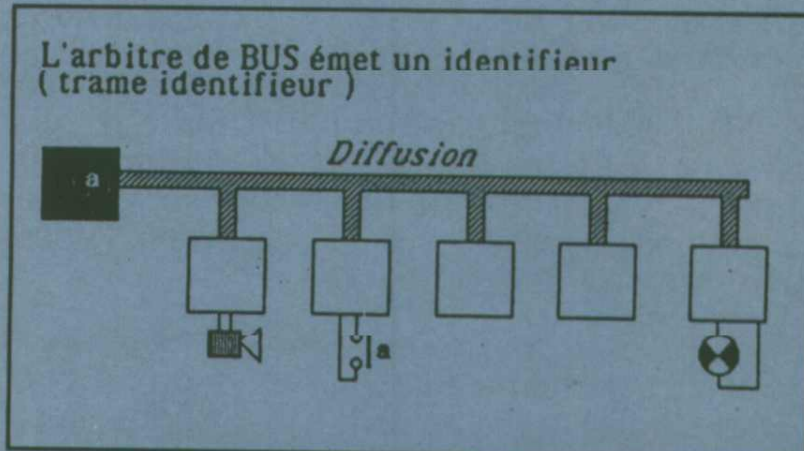 L'arbitre de BUS émet un identifieur
( trame identifieur )
Diffusion
a
a